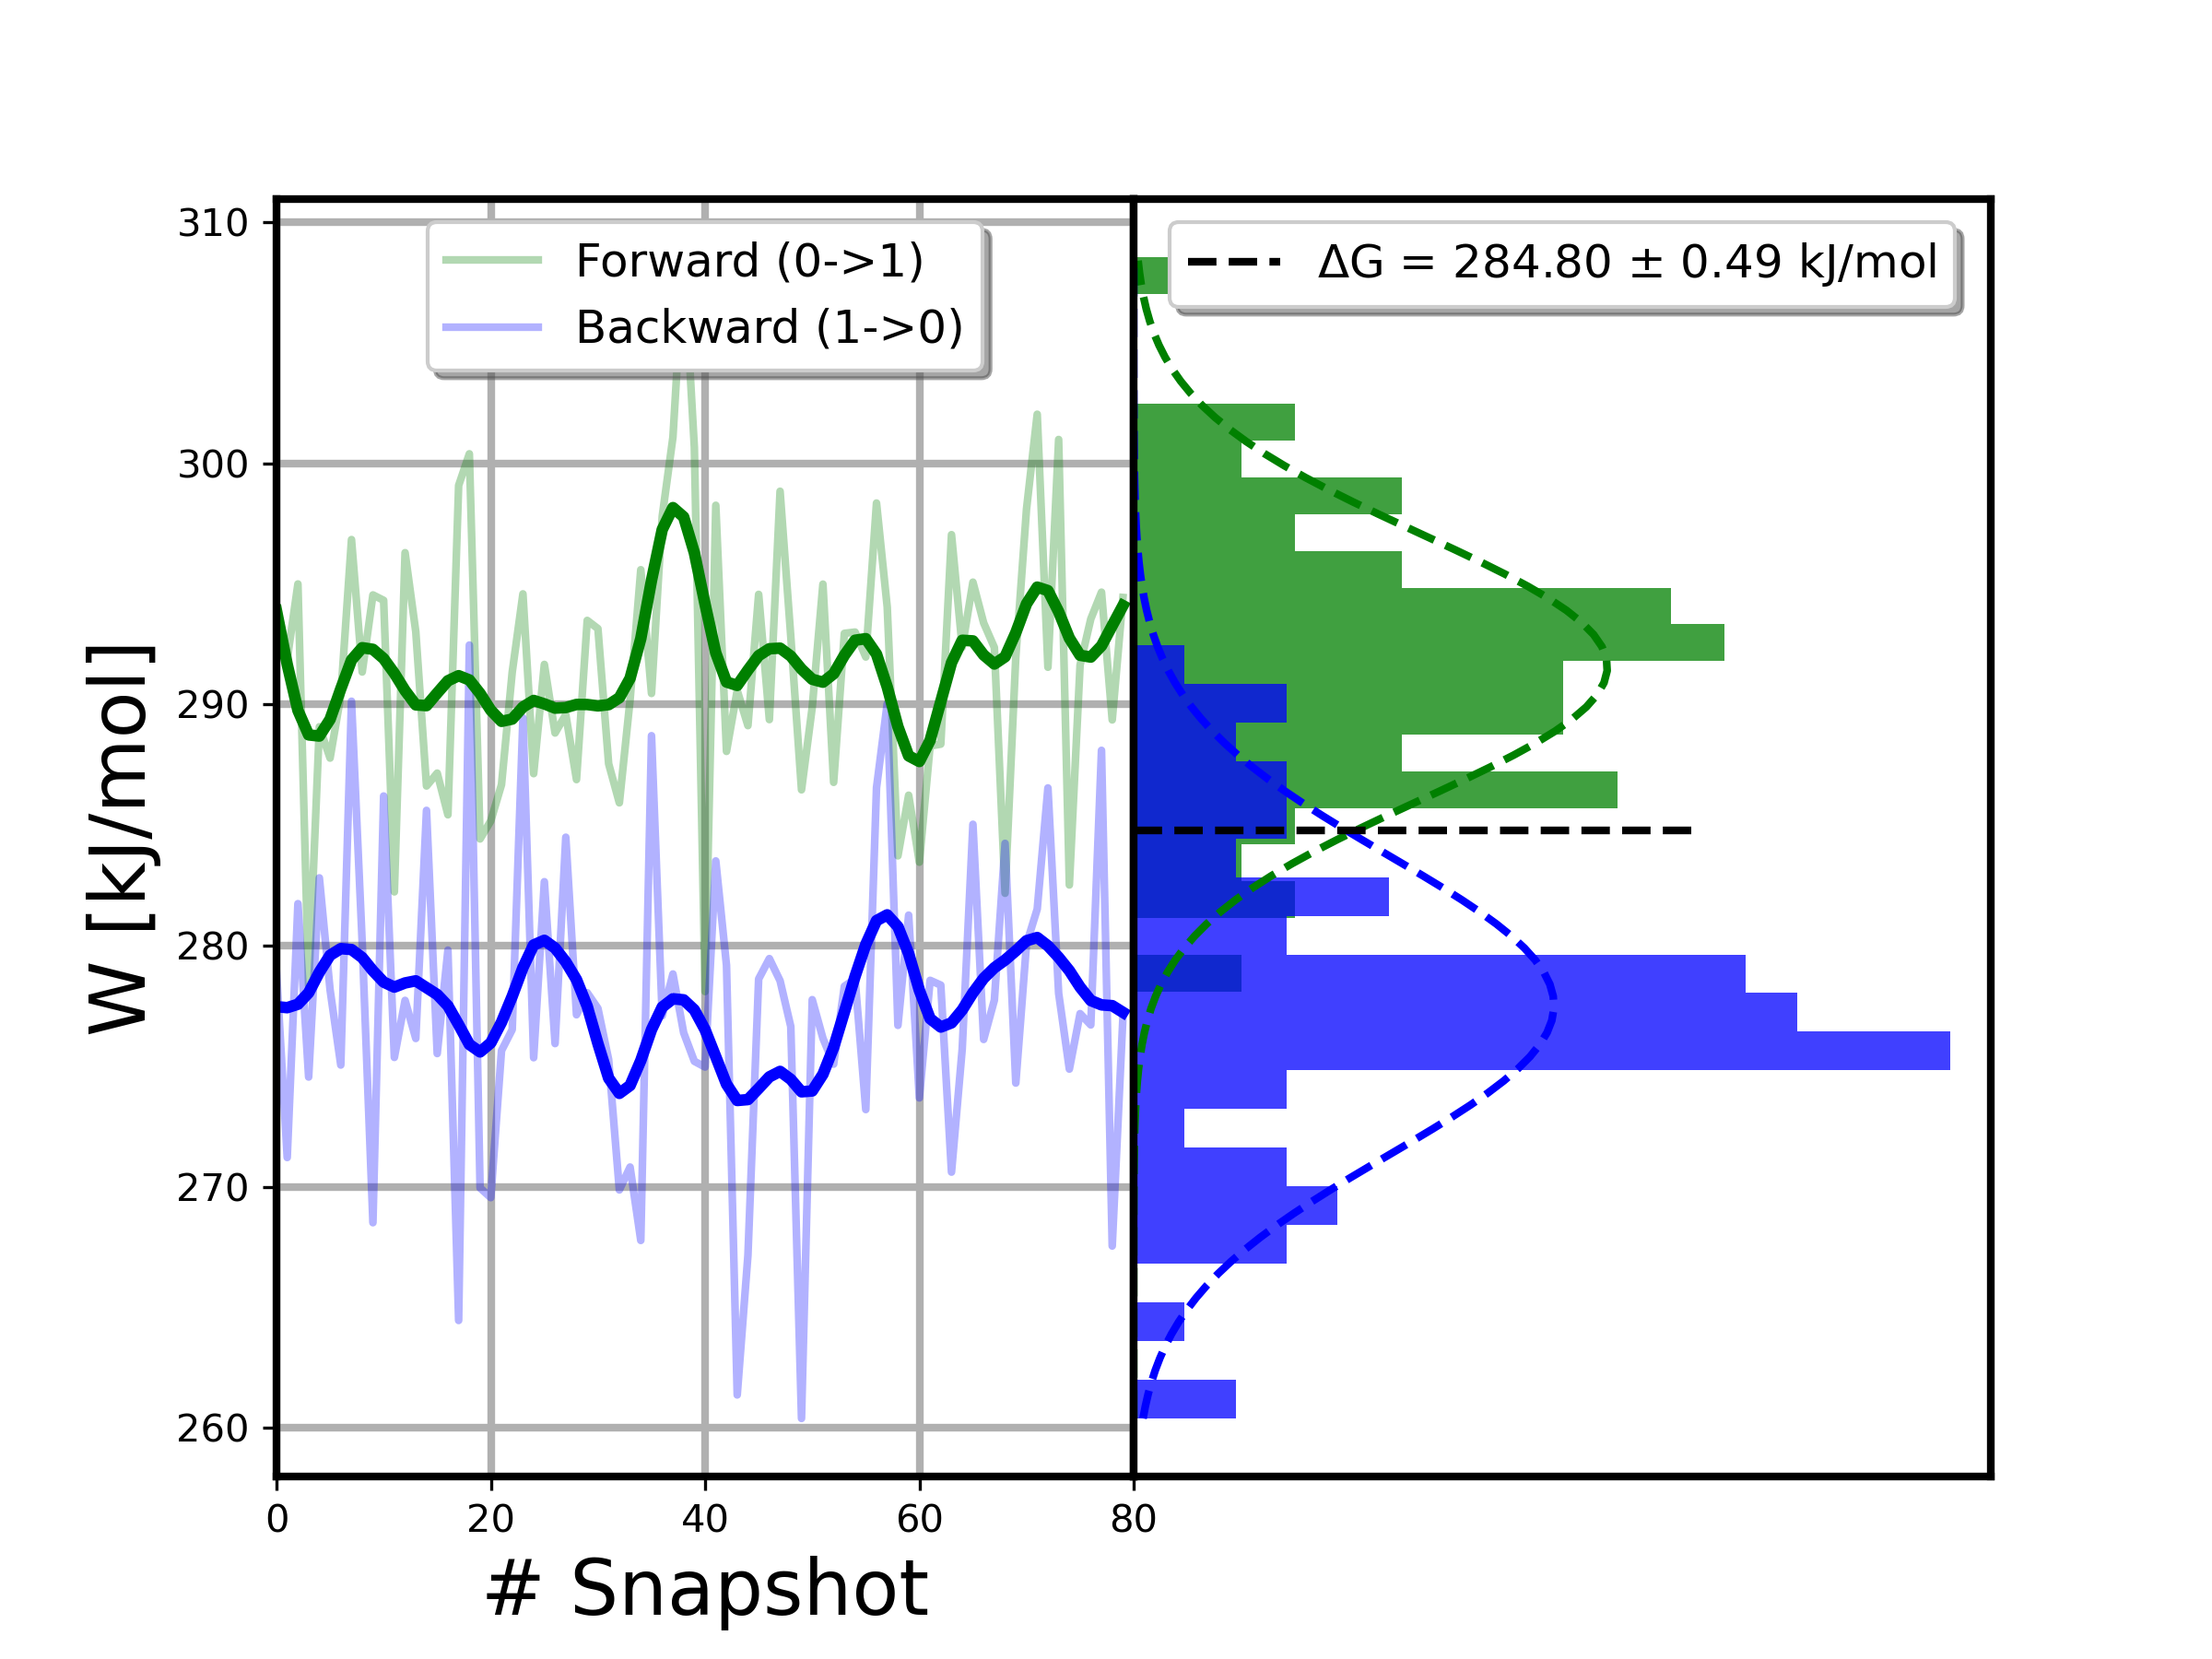 W [kJ/mol]
310
300
290
280
270
260
Forward (0->1)
Backward (1->0)
ΔG = 284.80 ± 0.49 kJ/mol
0 20 40 60 80
# Snapshot